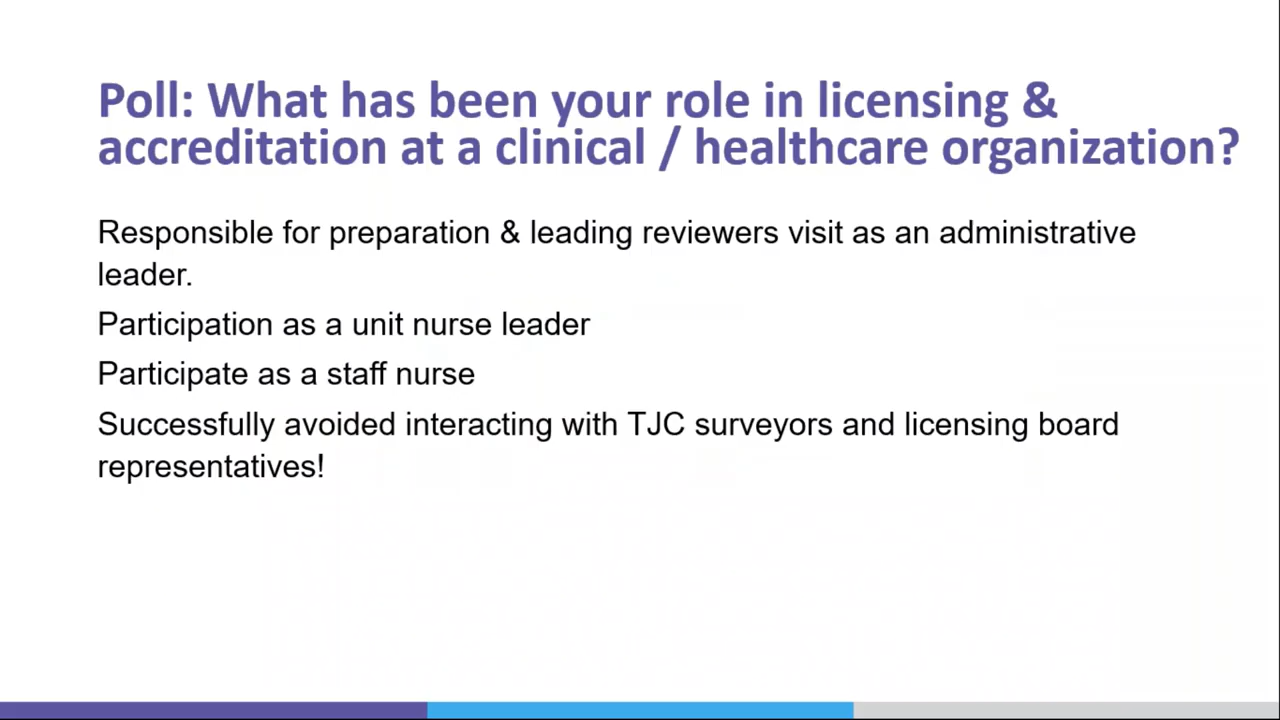 Poll: What has been your role in licensing &
accreditation at a clinical / healthcare organization?
Responsible for preparation & leading reviewers visit as an administrative
leader.
Participation as a unit nurse leader
Participate as a staff nurse
Successfully avoided interacting with TJC surveyors and licensing board
representatives!